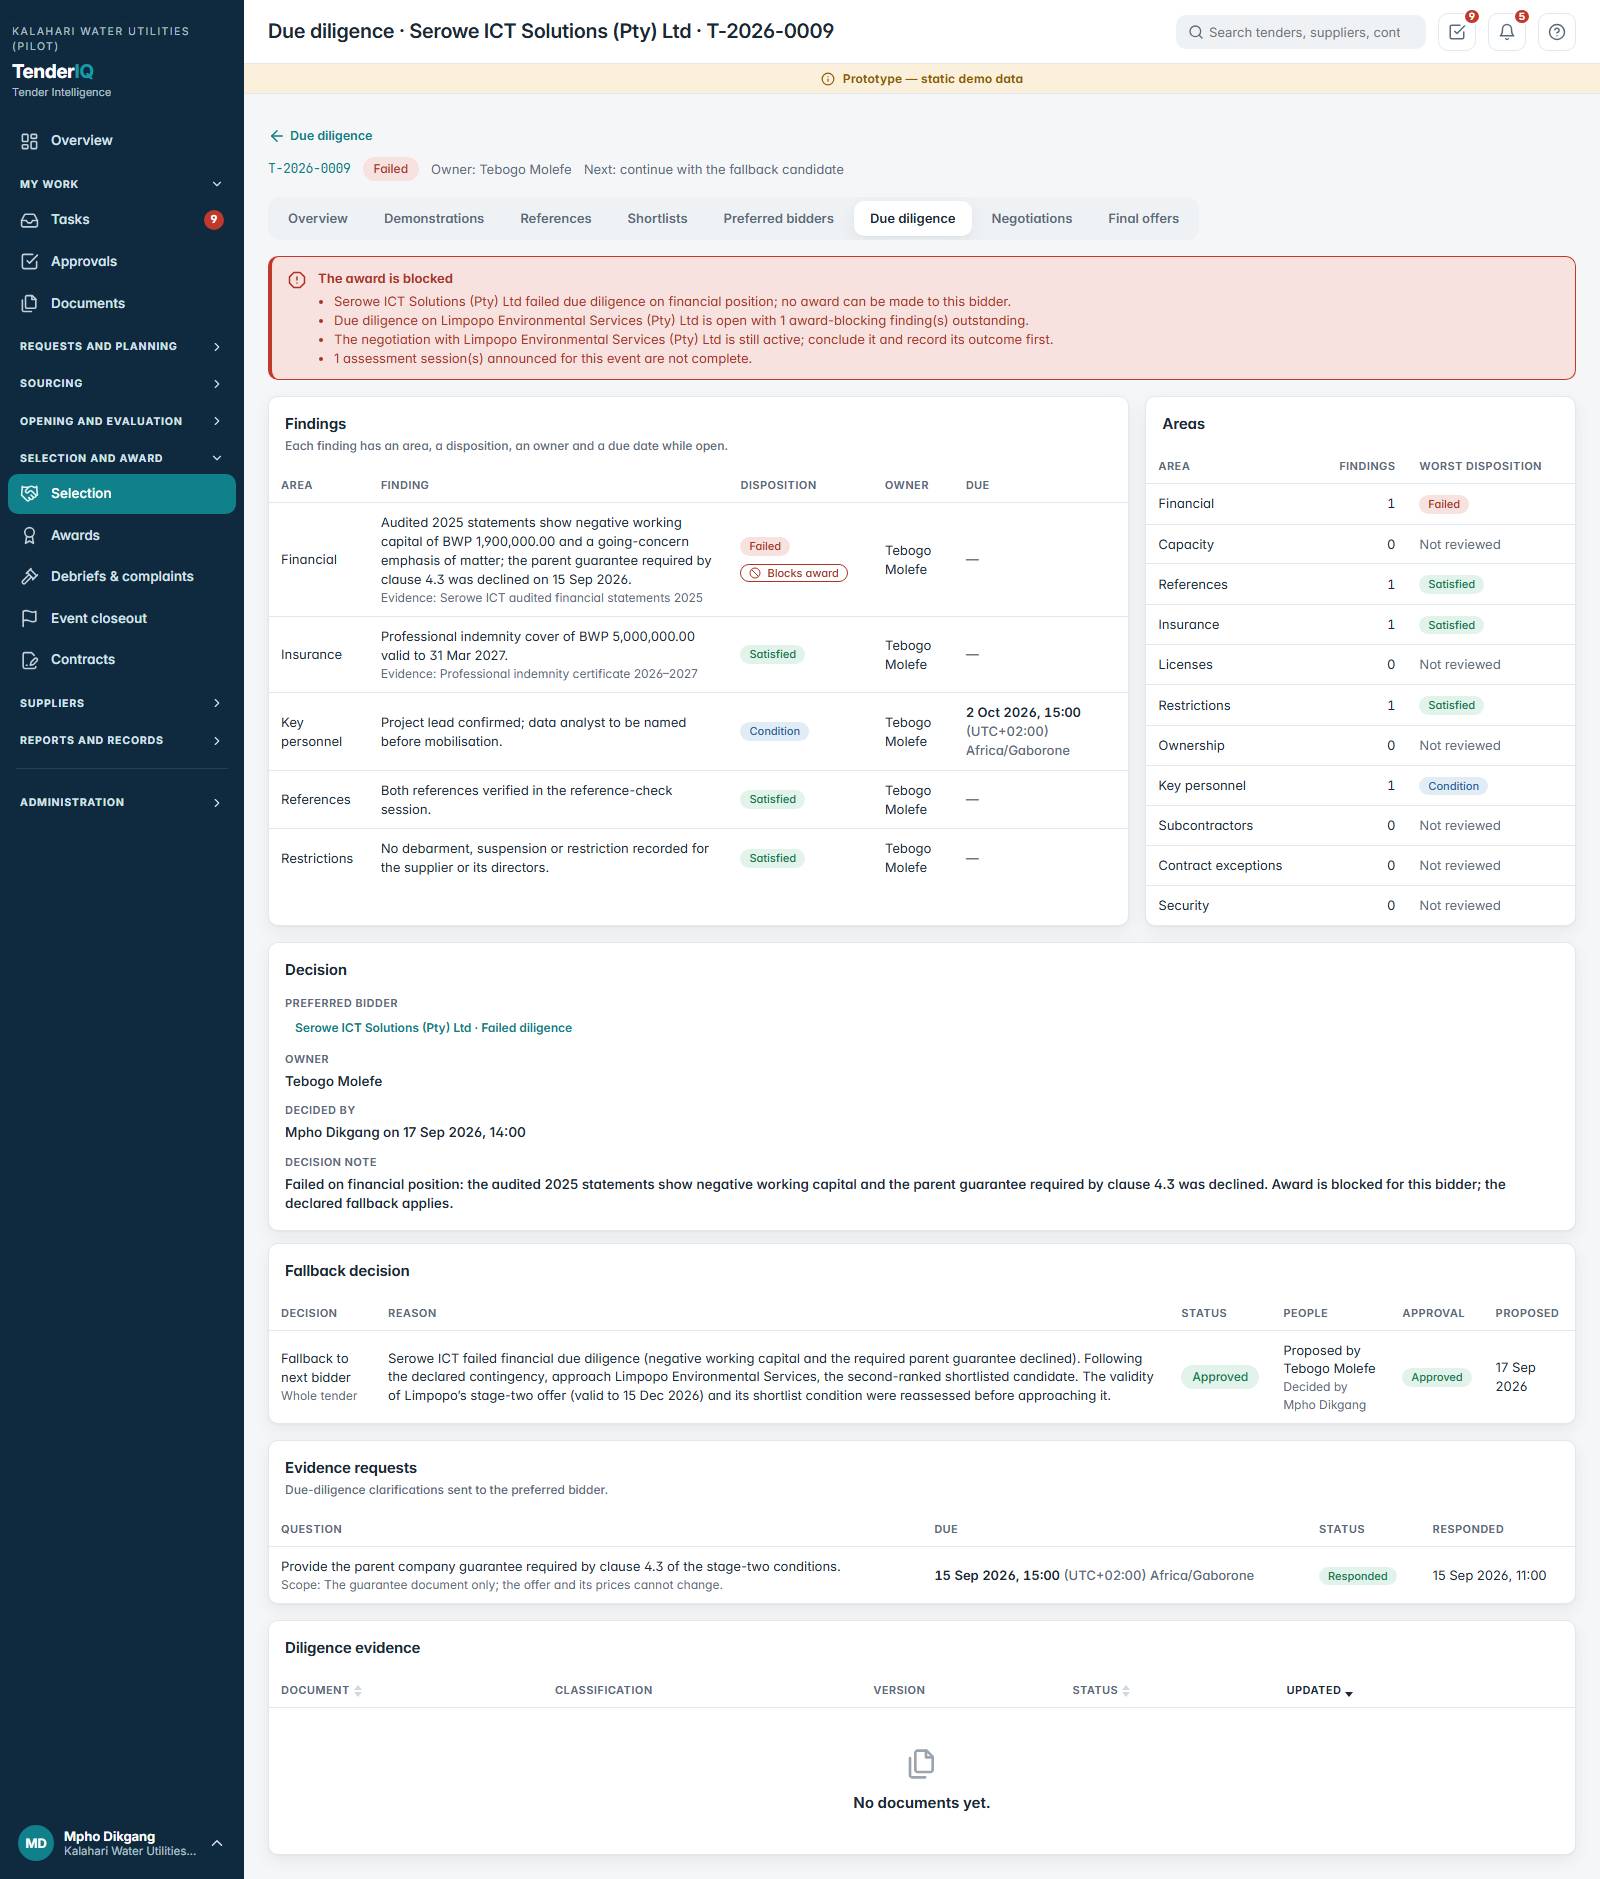 KALAHARI WATER UTILITIES
(PILOT)
TenderIQ
Tender Intelligence
Overview
MY WORK
Tasks
9
Approvals
Documents
REQUESTS AND PLANNING
SOURCING
OPENING AND EVALUATION
SELECTION AND AWARD
Selection
Awards
Debriefs & complaints
Event closeout
Contracts
SUPPLIERS
REPORTS AND RECORDS
ADMINISTRATION
MD
Mpho Dikgang
Kalahari Water Utilities...
Due diligence · Serowe ICT Solutions (Pty) Ltd · T-2026-0009
Search tenders, suppliers, cont
9
5
Prototype — static demo data
Due diligence
T-2026-0009 Failed Owner: Tebogo Molefe Next: continue with the fallback candidate
Overview Demonstrations References Shortlists Preferred bidders Due diligence Negotiations Final offers
The award is blocked
• Serowe ICT Solutions (Pty) Ltd failed due diligence on financial position; no award can be made to this bidder.
• Due diligence on Limpopo Environmental Services (Pty) Ltd is open with 1 award-blocking finding(s) outstanding.
• The negotiation with Limpopo Environmental Services (Pty) Ltd is still active; conclude it and record its outcome first.
• 1 assessment session(s) announced for this event are not complete.
Findings
Each finding has an area, a disposition, an owner and a due date while open.
AREA FINDING DISPOSITION OWNER DUE
Financial
Audited 2025 statements show negative working
capital of BWP 1,900,000.00 and a going-concern
emphasis of matter; the parent guarantee required by
clause 4.3 was declined on 15 Sep 2026.
Evidence: Serowe ICT audited financial statements 2025
Failed
Blocks award
Tebogo
Molefe
—
Insurance
Professional indemnity cover of BWP 5,000,000.00
valid to 31 Mar 2027.
Evidence: Professional indemnity certificate 2026–2027
Satisfied
Tebogo
Molefe
—
Key
personnel
Project lead confirmed; data analyst to be named
before mobilisation.
Condition
Tebogo
Molefe
2 Oct 2026, 15:00
(UTC+02:00)
Africa/Gaborone
References
Both references verified in the reference-check
session.
Satisfied
Tebogo
Molefe
—
Restrictions
No debarment, suspension or restriction recorded for
the supplier or its directors.
Satisfied
Tebogo
Molefe
—
Areas
AREA FINDINGS WORST DISPOSITION
Financial 1 Failed
Capacity 0 Not reviewed
References 1 Satisfied
Insurance 1 Satisfied
Licenses 0 Not reviewed
Restrictions 1 Satisfied
Ownership 0 Not reviewed
Key personnel 1 Condition
Subcontractors 0 Not reviewed
Contract exceptions 0 Not reviewed
Security 0 Not reviewed
Decision
PREFERRED BIDDER
Serowe ICT Solutions (Pty) Ltd · Failed diligence
OWNER
Tebogo Molefe
DECIDED BY
Mpho Dikgang on 17 Sep 2026, 14:00
DECISION NOTE
Failed on financial position: the audited 2025 statements show negative working capital and the parent guarantee required by clause 4.3 was declined. Award is blocked for this bidder; the
declared fallback applies.
Fallback decision
DECISION REASON STATUS PEOPLE APPROVAL PROPOSED
Fallback to
next bidder
Whole tender
Serowe ICT failed financial due diligence (negative working capital and the required parent guarantee declined). Following
the declared contingency, approach Limpopo Environmental Services, the second-ranked shortlisted candidate. The validity
of Limpopo's stage-two offer (valid to 15 Dec 2026) and its shortlist condition were reassessed before approaching it.
Approved
Proposed by
Tebogo Molefe
Decided by
Mpho Dikgang
Approved
17 Sep
2026
Evidence requests
Due-diligence clarifications sent to the preferred bidder.
QUESTION DUE STATUS RESPONDED
Provide the parent company guarantee required by clause 4.3 of the stage-two conditions.
Scope: The guarantee document only; the offer and its prices cannot change.
15 Sep 2026, 15:00 (UTC+02:00) Africa/Gaborone
Responded
15 Sep 2026, 11:00
Diligence evidence
DOCUMENT CLASSIFICATION VERSION STATUS UPDATED
No documents yet.